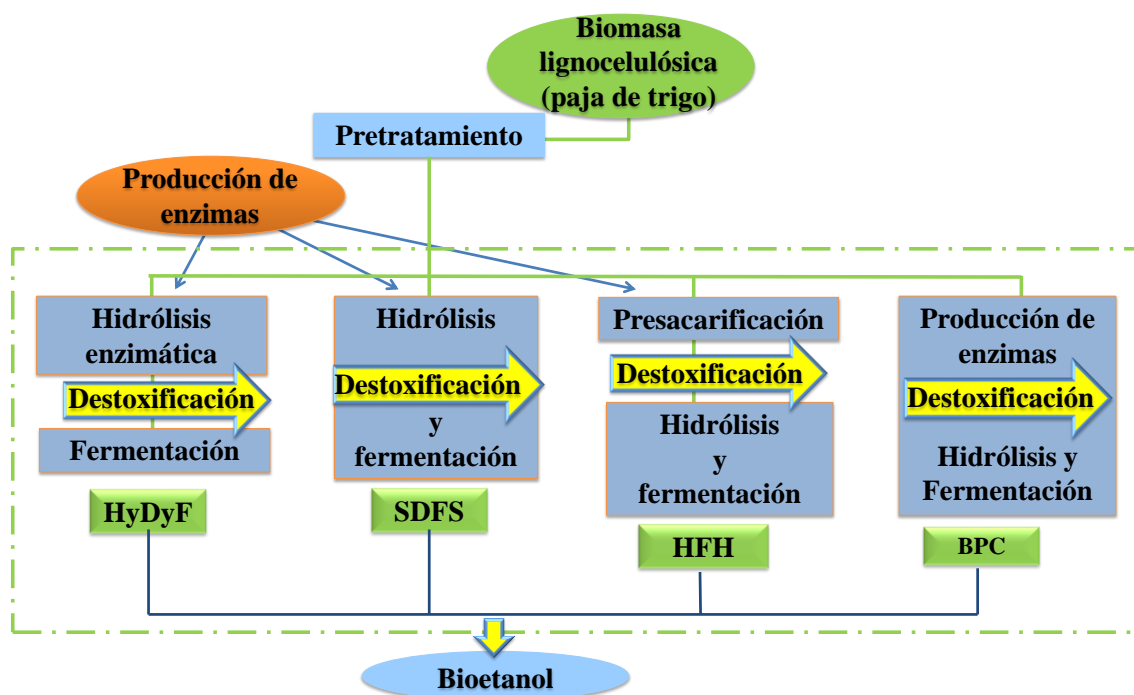 Biomasa
lignocelulósica
(paja de trigo)
Pretratamiento
Producción de
enzimas
Hidrólisis
enzimática
Destoxificación
Fermentación
HyDyF
Hidrólisis
Destoxificación
y
fermentación
SDFS
Presacarificación
Destoxificación
Hidrólisis
y
fermentación
HFH
Producción de
enzimas
Destoxificación
Hidrólisis y
Fermentación
BPC
Bioetanol